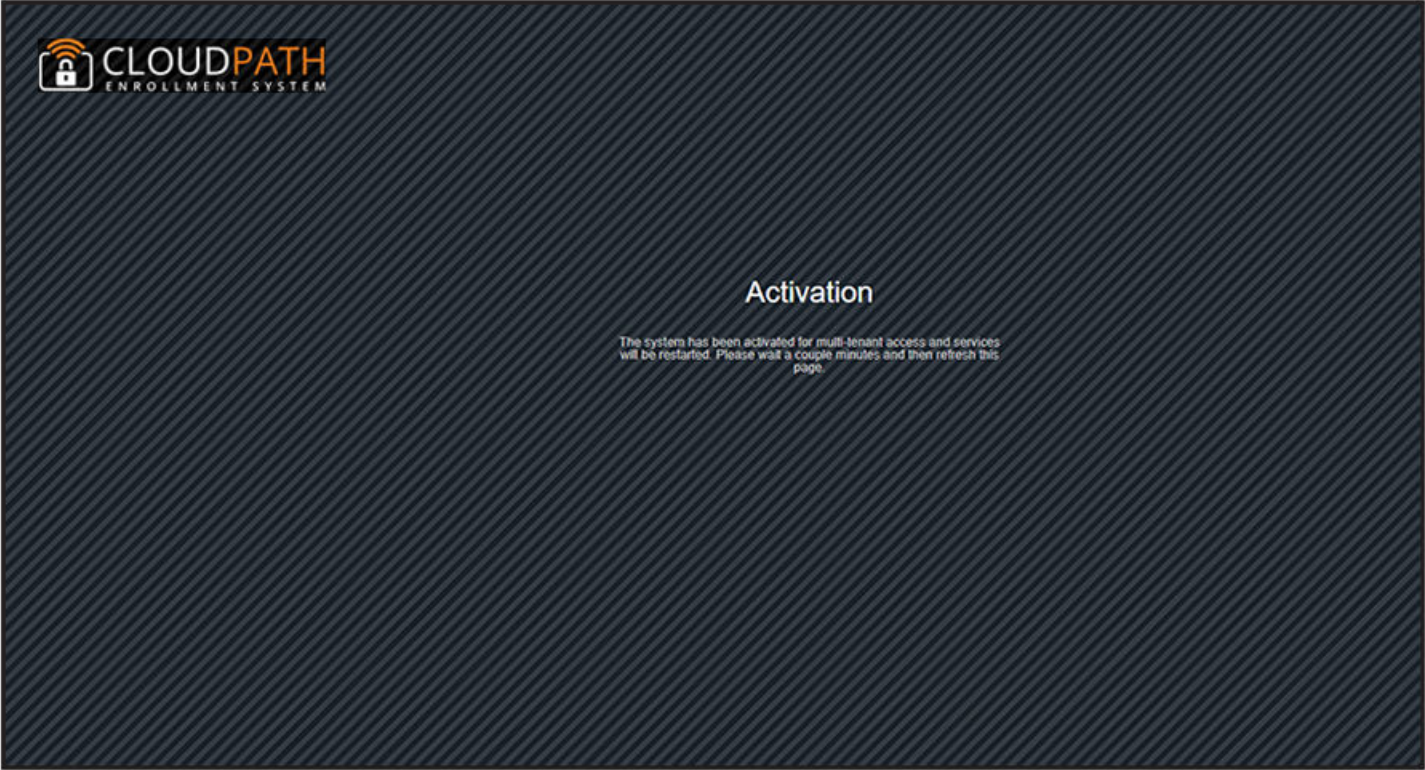 CLOUDPATH
ENROLLMENT SYSTEM
Activation
The system has been activated for multi-tenant access and services
will be restarted. Please wait a couple minutes and then refresh this
page.